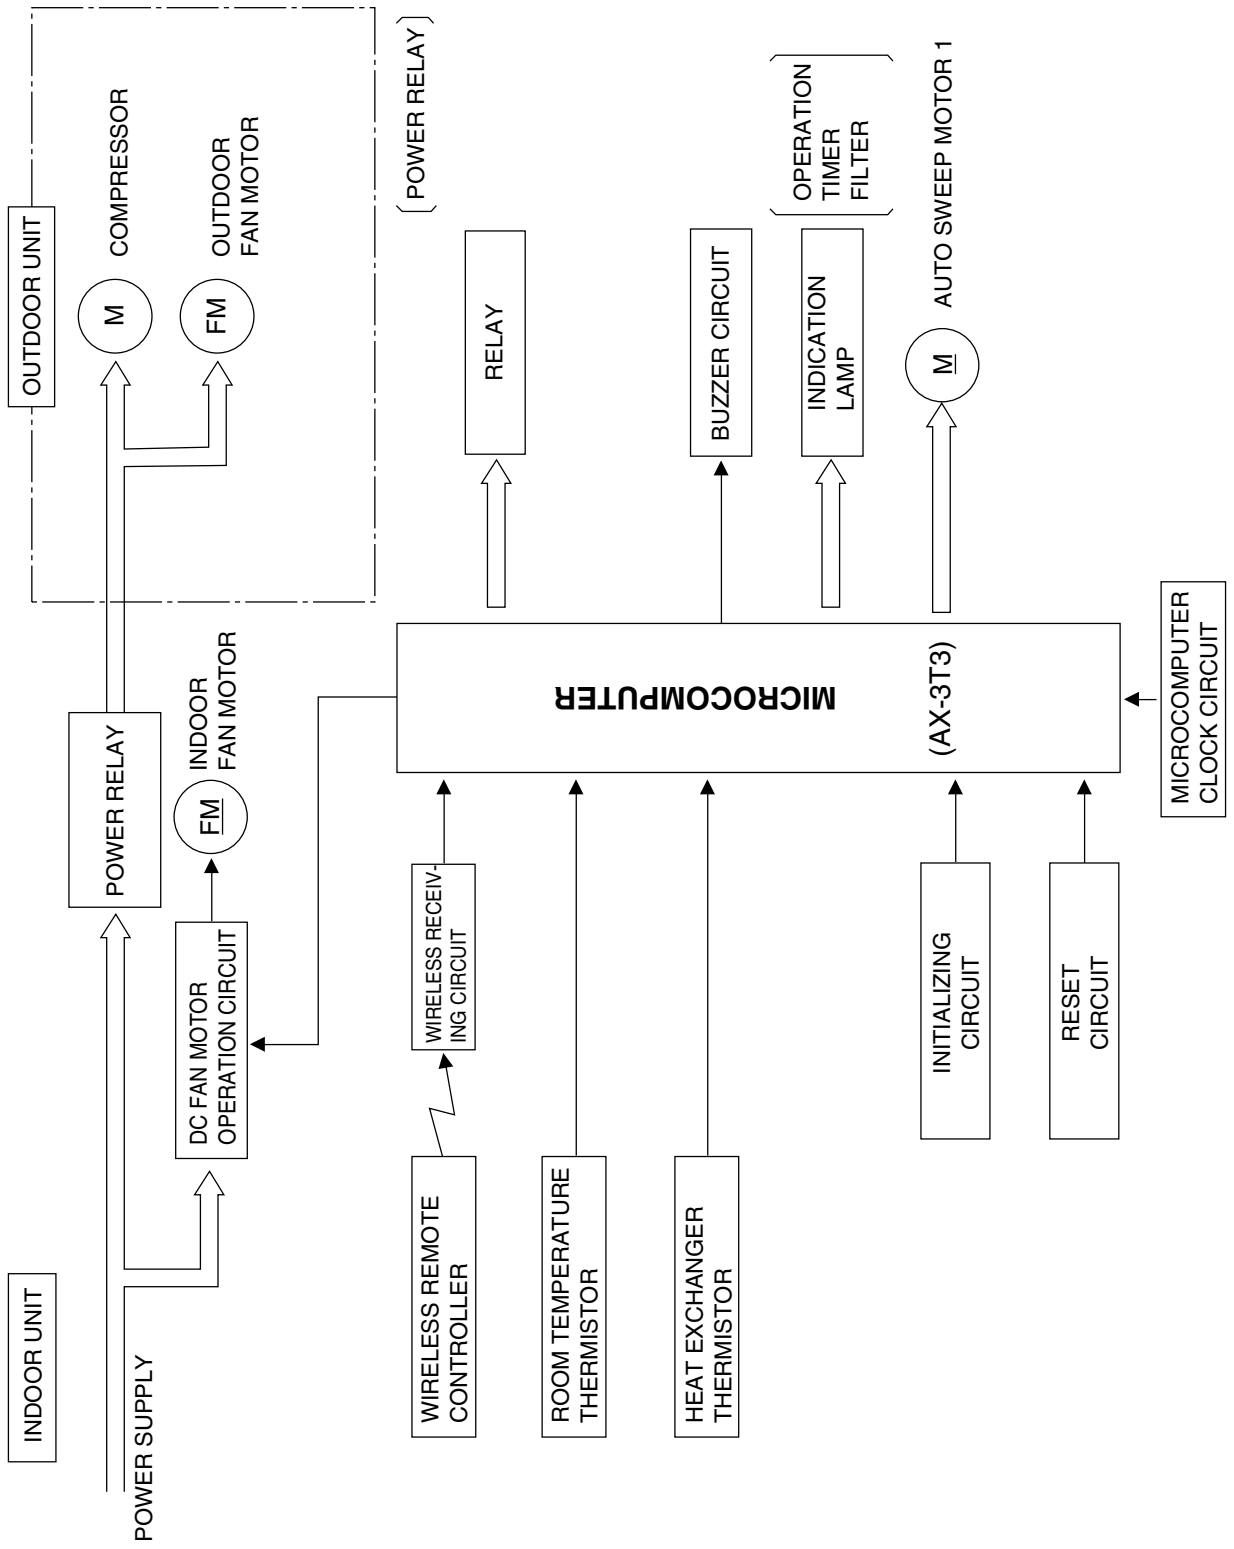 INDOOR UNIT
POWER SUPPLY
POWER RELAY
OUTDOOR UNIT
M
COMPRESSOR
FM
OUTDOOR
FAN MOTOR
DC FAN MOTOR
OPERATION CIRCUIT
FM
INDOOR
FAN MOTOR
WIRELESS REMOTE
CONTROLLER
WIRELESS RECEIV-
ING CIRCUIT
ROOM TEMPERATURE
THERMISTOR
HEAT EXCHANGER
THERMISTOR
INITIALIZING
CIRCUIT
RESET
CIRCUIT
MICROCOMPUTER
(AX-3T3)
MICROCOMPUTER
CLOCK CIRCUIT
RELAY
(POWER RELAY)
BUZZER CIRCUIT
INDICATION
LAMP
OPERATION
TIMER
FILTER
M
AUTO SWEEP MOTOR 1